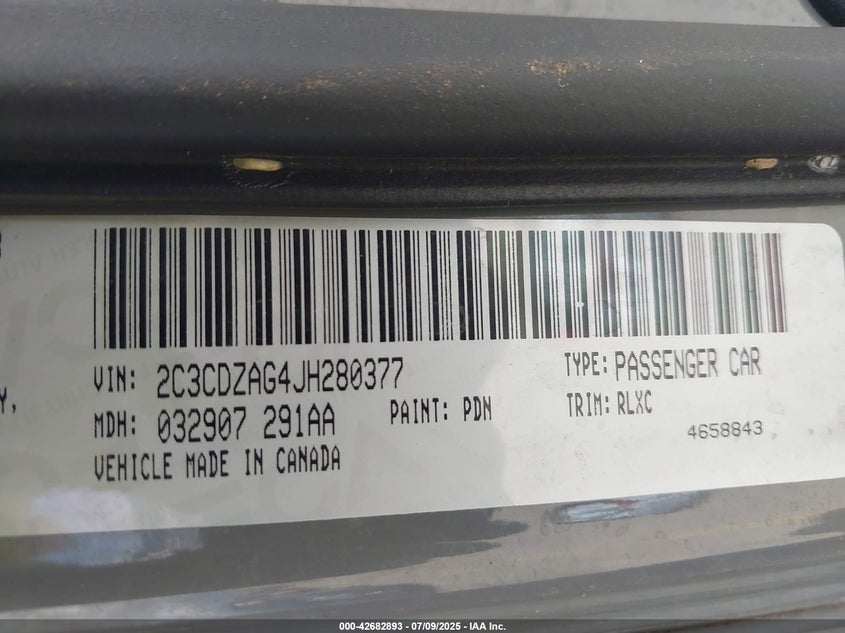 VIN: 2C3CDZAG4JH280377
TYPE: PASSENGER CAR
MDH: 032907 291AA
PAINT: PDN
TRIM: RLXC
4658843
VEHICLE MADE IN CANADA
000-42682893 / 07/09/2025 - IAA Inc.